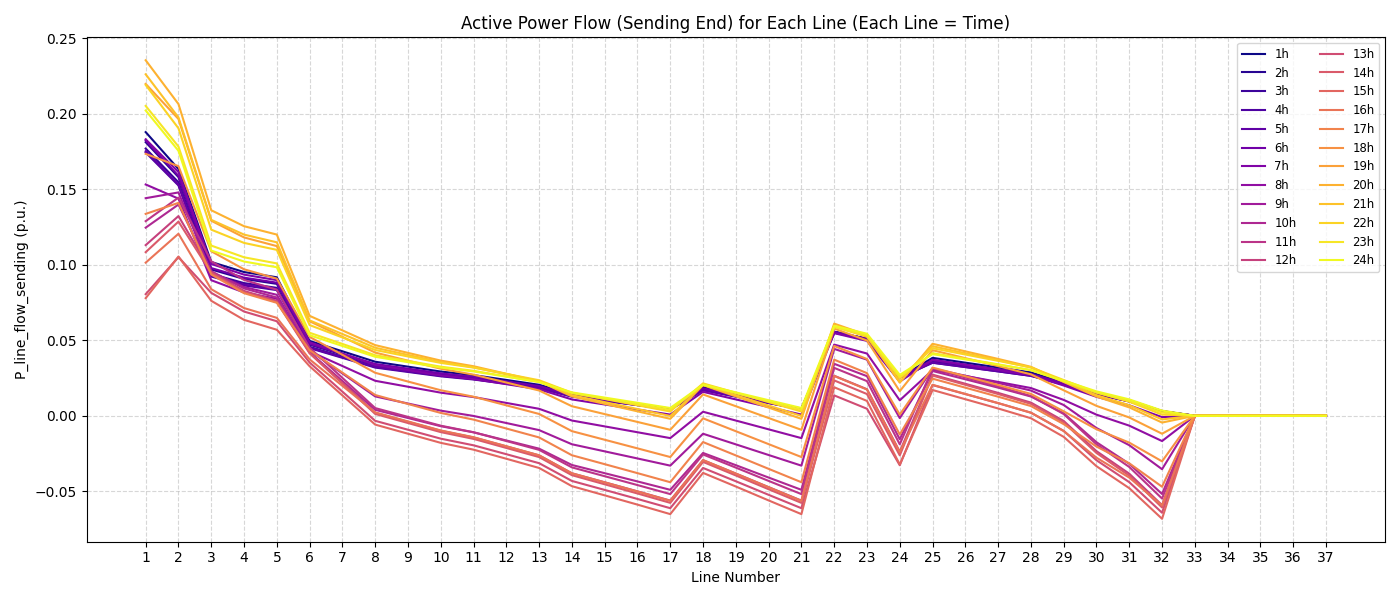 Active Power Flow (Sending End) for Each Line (Each Line = Time)
P_line_flow_sending (p.u.)
0.25
0.20
0.15
0.10
0.05
0.00
−0.05
1h 13h
2h 14h
3h 15h
4h 16h
5h 17h
6h 18h
7h 19h
8h 20h
9h 21h
10h 22h
11h 23h
12h 24h
1 2 3 4 5 6 7 8 9 10 11 12 13 14 15 16 17 18 19 20 21 22 23 24 25 26 27 28 29 30 31 32 33 34 35 36 37
Line Number